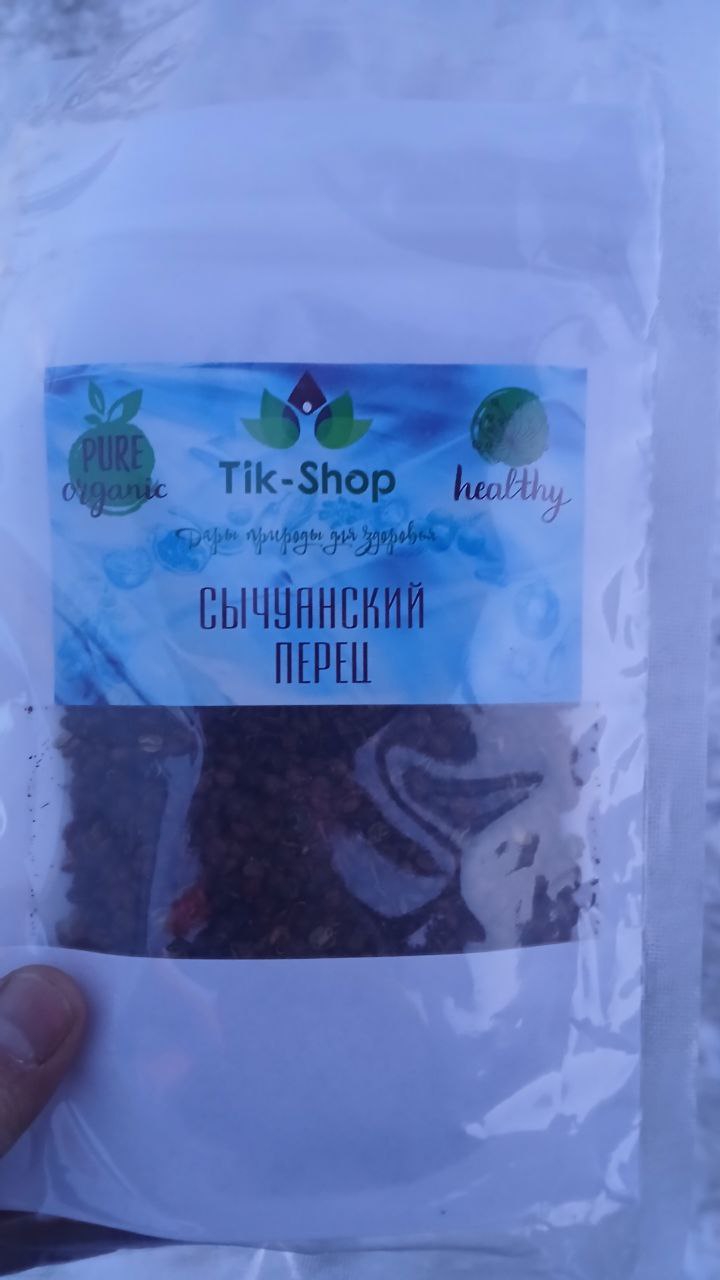 PURE
organic
Tik-Shop
healthy
Дары природы для здоровья
СЫЧУАНСКИЙ
ПЕРЕЦ